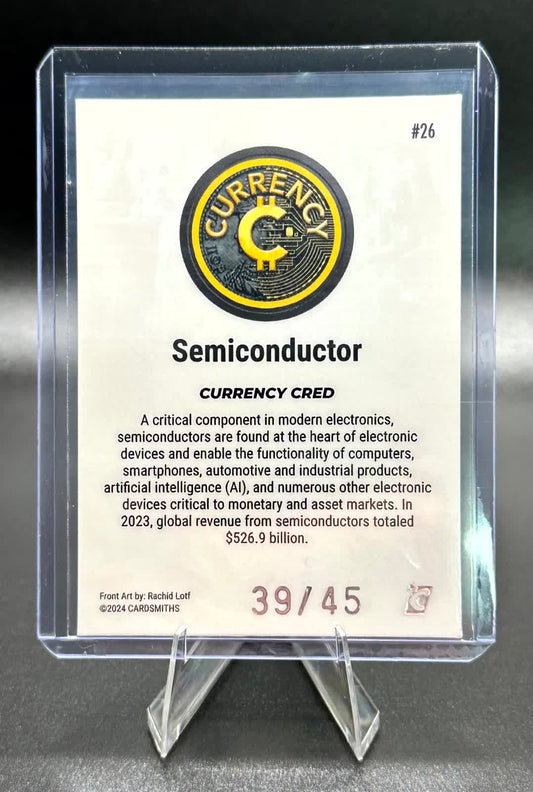 #26
CURRENCY
Semiconductor
CURRENCY CRED
A critical component in modern electronics,
semiconductors are found at the heart of electronic
devices and enable the functionality of computers,
smartphones, automotive and industrial products,
artificial intelligence (AI), and numerous other electronic
devices critical to monetary and asset markets. In
2023, global revenue from semiconductors totaled
$526.9 billion.
Front Art by: Rachid Lotf
©2024 CARDSMITHS
39/45